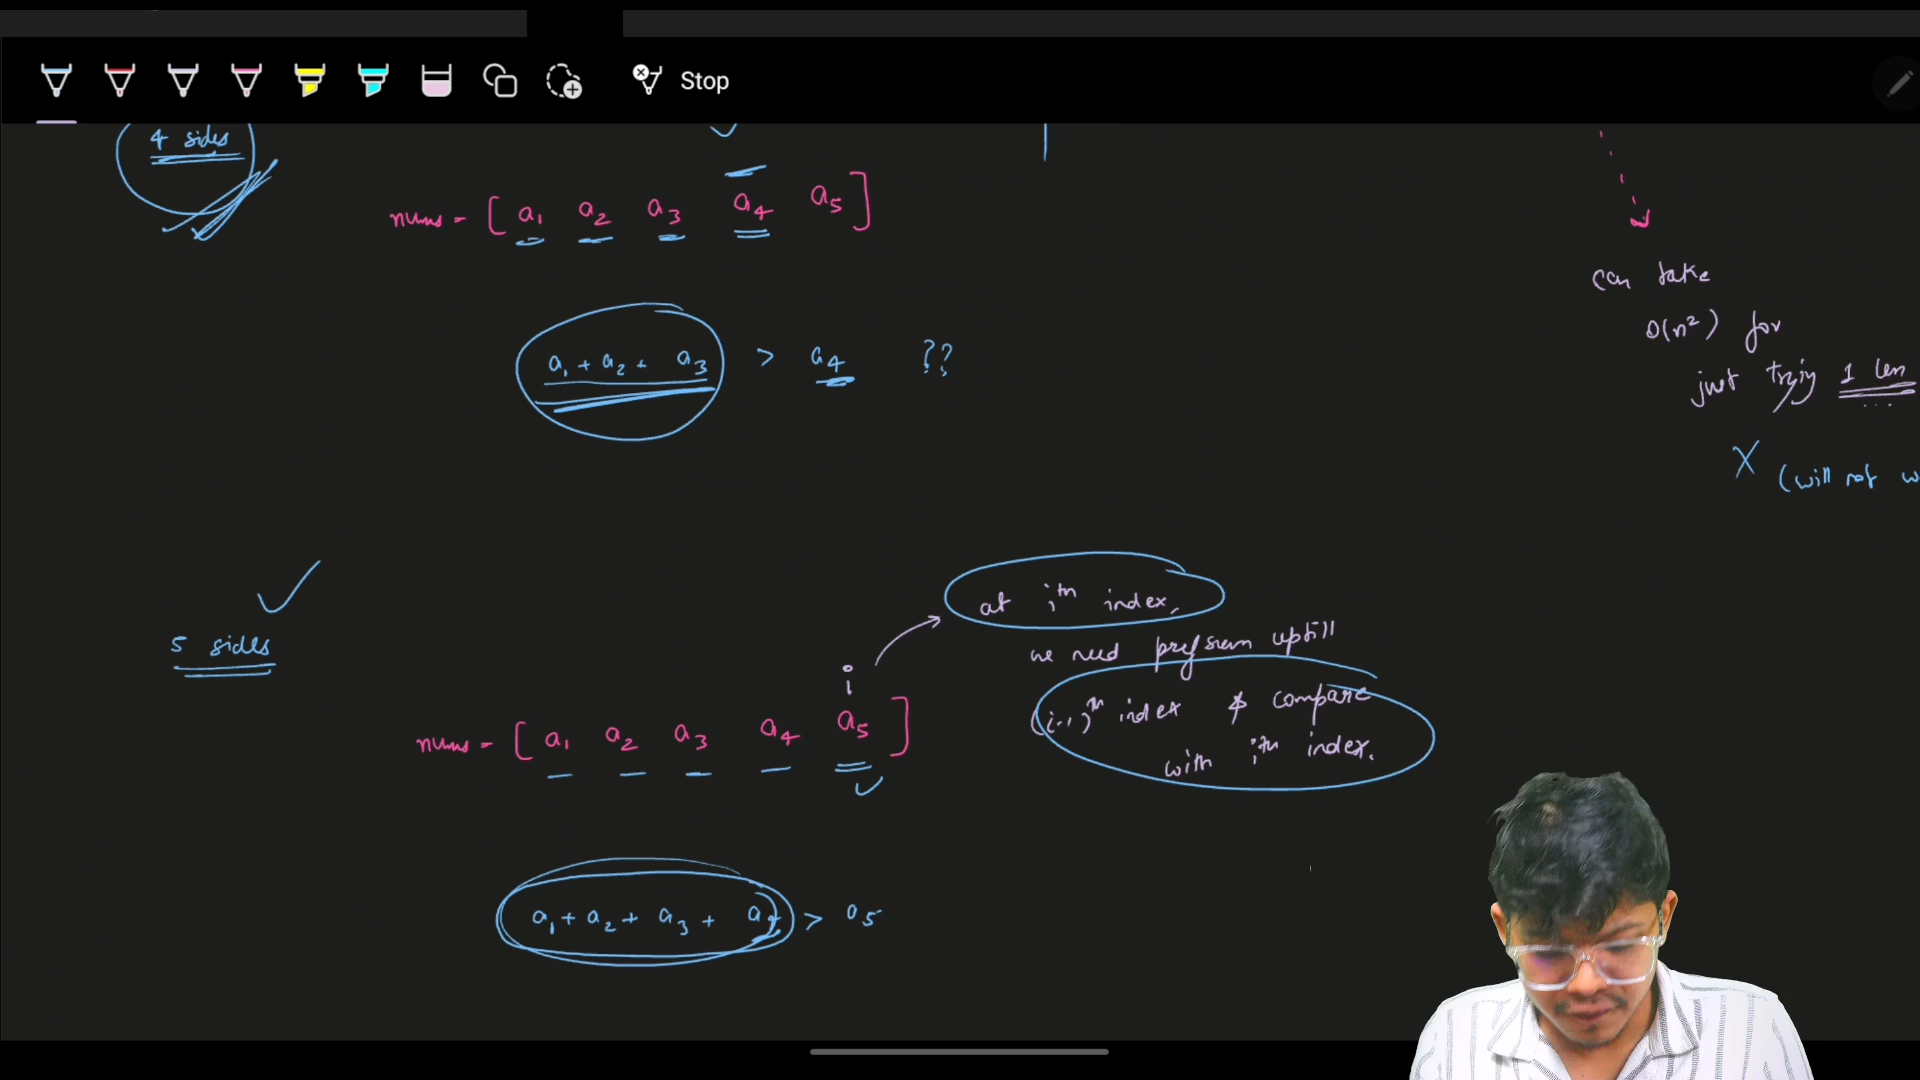 Stop
4 sides
nums = [ a1 a2 a3 a4 a5 ]
can take
O(n²) for
just trying 1 len
...
a1 + a2 + a3 > a4 ??
X (will not w
at ith index,
we need pref sum uptill
(i-1)th index & compare
with ith index.
5 sides
i
nums = [ a1 a2 a3 a4 a5 ]
a1 + a2 + a3 + a4 > a5